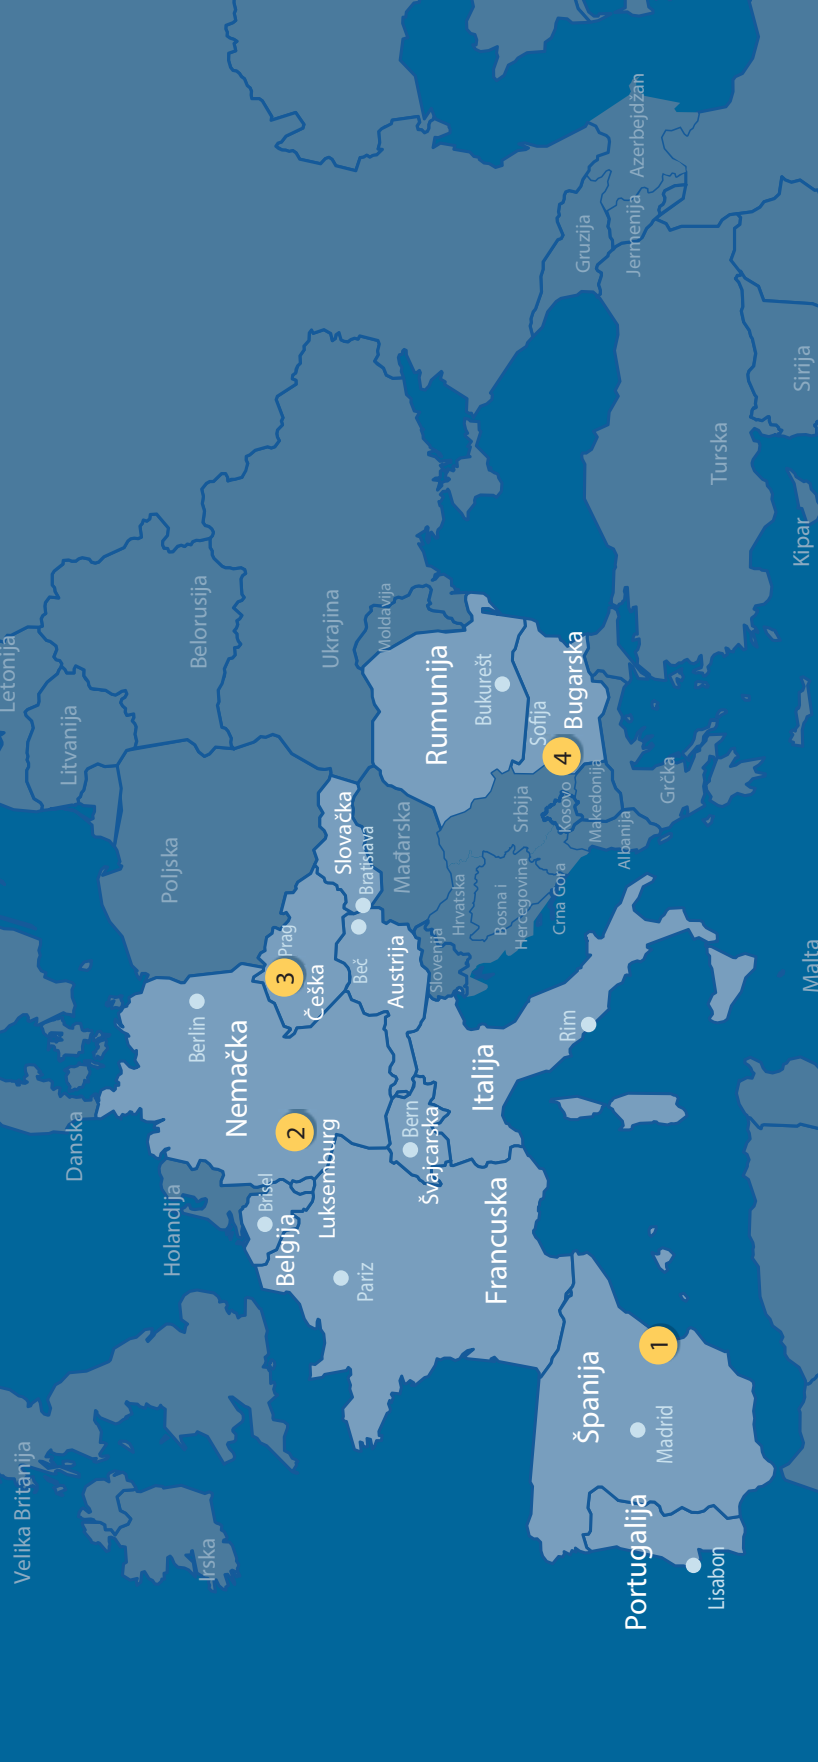 Velika Britanija
Irska
Danska
Holandija
Letonija
Litvanija
Belorusija
Poljska
Nemačka
Berlin
2
Belgija
Brisel
Luksemburg
Pariz
Francuska
3
Prag
Češka
Slovačka
Bratislava
Beč
Austrija
Ukrajina
Moldavija
Mađarska
Bern
Švajcarska
Slovenija
Hrvatska
Bosna i
Hercegovina
Crna Gora
Srbija
Kosovo
Makedonija
Albanija
Rumunija
Bukurešt
Sofija
4
Bugarska
Italija
Rim
Španija
1
Madrid
Portugalija
Lisabon
Grčka
Turska
Gruzija
Jermenija
Azerbejdžan
Sirija
Kipar
Malta